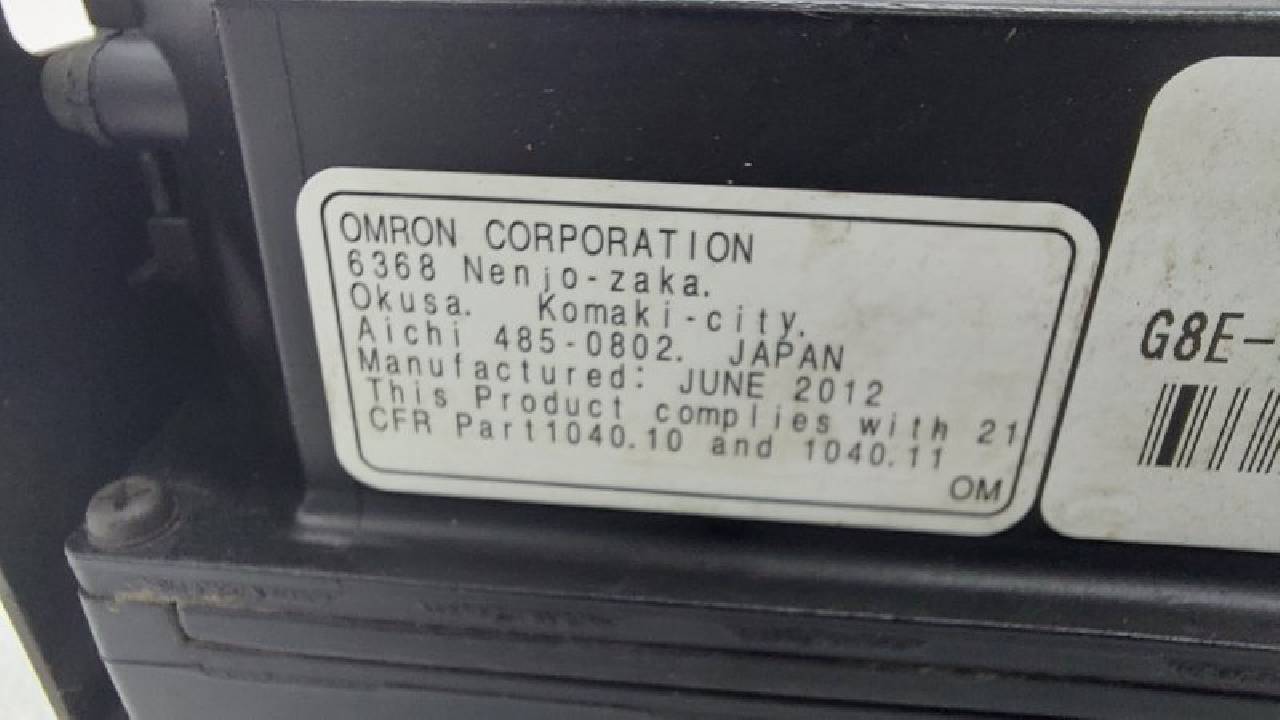 OMRON CORPORATION
6368 Nenjo-zaka.
Okusa. Komaki-city.
Aichi 485-0802. JAPAN
Manufactured: JUNE 2012
This Product complies with 21
CFR Part1040.10 and 1040.11
OM
G8E-